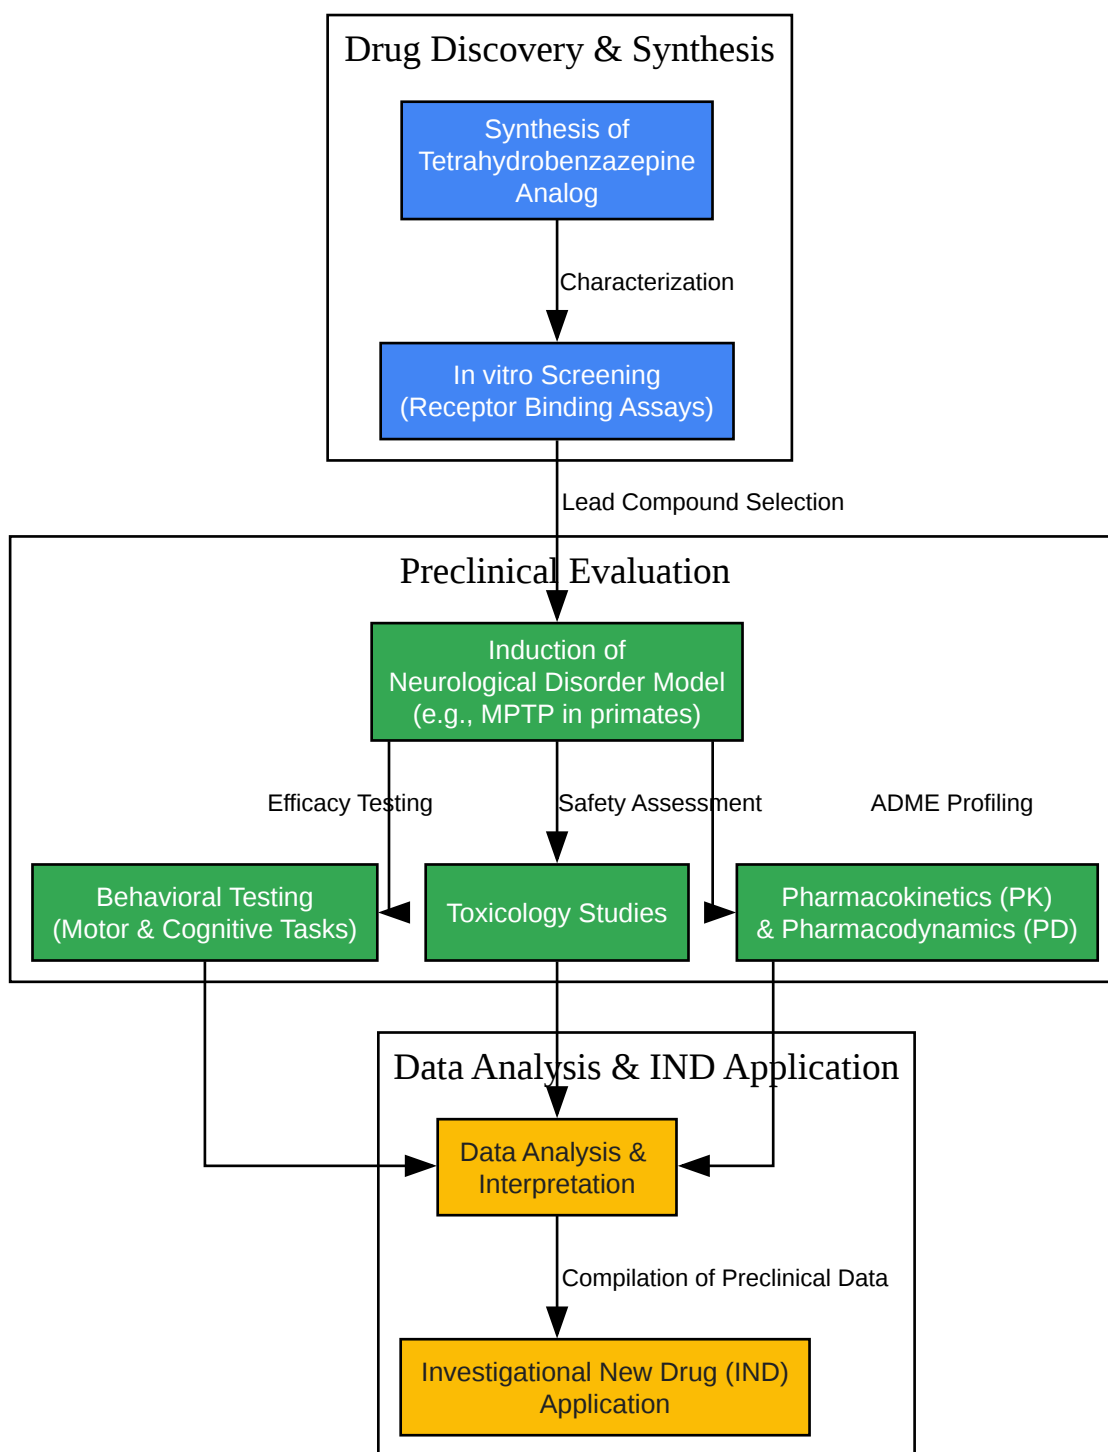 Drug Discovery & Synthesis
Synthesis of
Tetrahydrobenzazepine
Analog
Characterization
In vitro Screening
(Receptor Binding Assays)
Lead Compound Selection
Preclinical Evaluation
Induction of
Neurological Disorder Model
(e.g., MPTP in primates)
Efficacy Testing
Safety Assessment
ADME Profiling
Behavioral Testing
(Motor & Cognitive Tasks)
Toxicology Studies
Pharmacokinetics (PK)
& Pharmacodynamics (PD)
Data Analysis & IND Application
Data Analysis &
Interpretation
Compilation of Preclinical Data
Investigational New Drug (IND)
Application